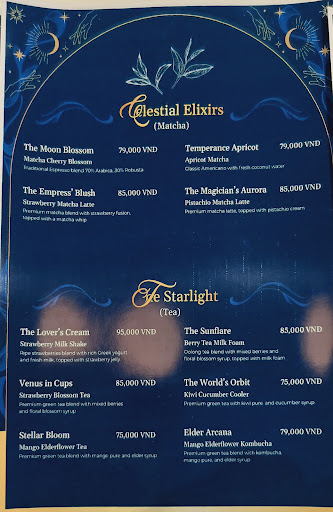 Celestial Elixirs
(Matcha)
The Moon Blossom 79,000 VND
Matcha Cherry Blossom
Traditional Espresso blend 70% Arabica, 30% Robusta
The Empress' Blush 85,000 VND
Strawberry Matcha Latte
Premium matcha blend with strawberry fusion,
topped with a matcha whip
Temperance Apricot 79,000 VND
Apricot Matcha
Classic Americano with fresh coconut water
The Magician's Aurora 85,000 VND
Pistachio Matcha Latte
Premium matcha latte, topped with pistachio cream
The Starlight
(Tea)
The Lover's Cream 95,000 VND
Strawberry Milk Shake
Ripe strawberries blend with rich Greek yogurt
and fresh milk, topped with strawberry jelly
Venus in Cups 85,000 VND
Strawberry Blossom Tea
Premium green tea blend with mixed berries
and floral blossom syrup
Stellar Bloom 75,000 VND
Mango Elderflower Tea
Premium green tea blend with mango pure and elder syrup
The Sunflare 85,000 VND
Berry Tea Milk Foam
Oolong tea blend with mixed berries and
floral blossom syrup, topped with milk foam
The World's Orbit 75,000 VND
Kiwi Cucumber Cooler
Premium green tea with kiwi pure and cucumber syrup
Elder Arcana 79,000 VND
Mango Elderflower Kombucha
Premium green tea blend with kombucha,
mango pure, and elder syrup